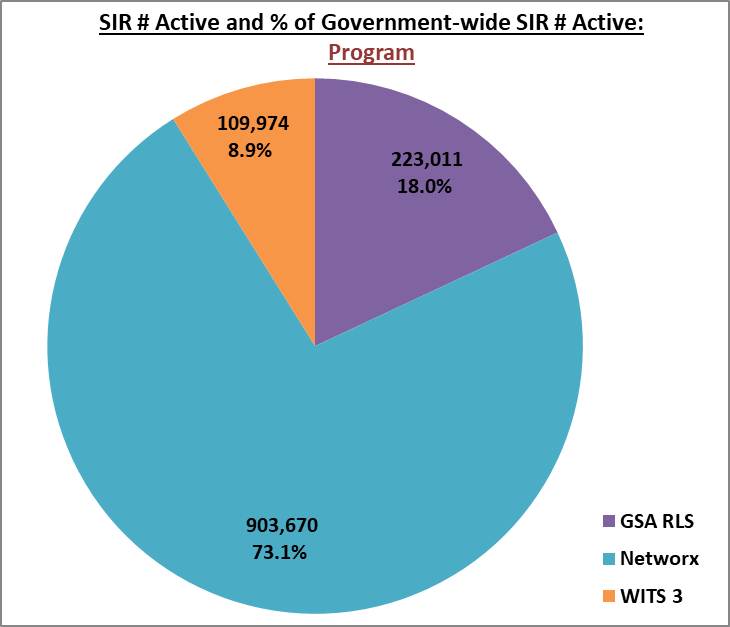 SIR # Active and % of Government-wide SIR # Active:
Program
109,974
8.9%
223,011
18.0%
903,670
73.1%
GSA RLS
Networx
WITS 3